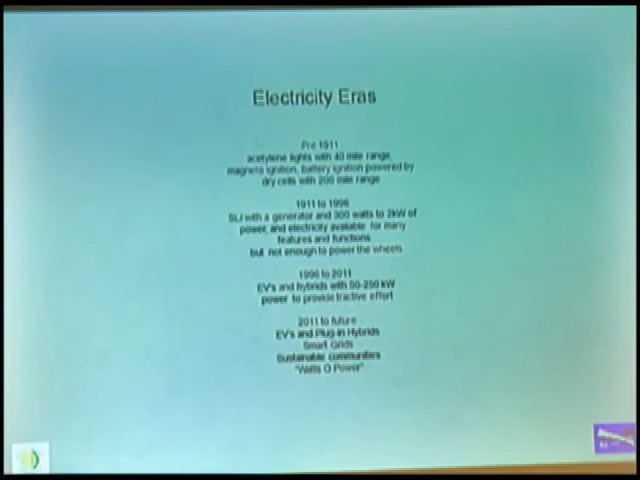 Electricity Eras
Pre 1911
acetylene lights with 40 mile range,
magneto ignition, battery ignition powered by
dry cells with 200 mile range
1911 to 1996
SLI with a generator and 300 watts to 2kW of
power, and electricity available for many
features and functions
but not enough to power the wheels
1996 to 2011
EV's and hybrids with 50-250 kW
power to provide tractive effort
2011 to future
EV's and Plug-in Hybrids
Smart Grids
Sustainable communities
"Watts O Power"